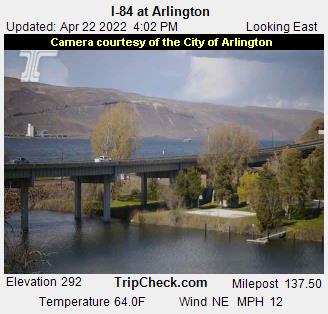 I-84 at Arlington
Updated: Apr 22 2022 4:02 PM Looking East
Camera courtesy of the City of Arlington
Elevation 292 TripCheck.com Milepost 137.50
Temperature 64.0F Wind NE MPH 12